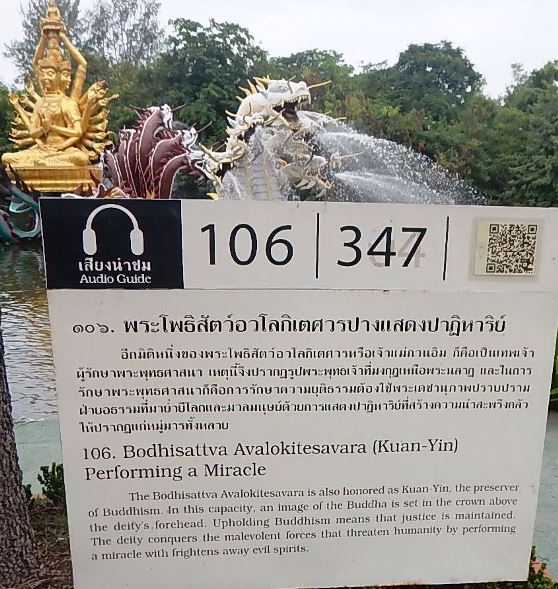 เสียงนำชม
Audio Guide
106
347
๑๐๖. พระโพธิสัตว์อวโลกิเตศวรปางแสดงปาฏิหาริย์
อีกมิติหนึ่งของพระโพธิสัตว์อวโลกิเตศวรหรือเจ้าแม่กวนอิม ก็คือเป็นเทพเจ้า
ผู้รักษาพระพุทธศาสนา เหตุนี้จึงปรากฏรูปพระพุทธเจ้าที่มงกุฎเหนือพระนลาฏ และในการ
รักษาพระพุทธศาสนาก็คือการรักษาความยุติธรรมต้องใช้พระเดชานุภาพปราบปราม
ฝ่ายอธรรมที่มาย่ำยีโลกและมวลมนุษย์ด้วยการแสดงปาฏิหาริย์ที่สร้างความน่าสะพรึงกลัว
ให้ปรากฏแก่หมู่มารทั้งหลาย
106. Bodhisattva Avalokitesavara (Kuan-Yin)
Performing a Miracle
The Bodhisattva Avalokitesavara is also honored as Kuan-Yin, the preserver
of Buddhism. In this capacity, an image of the Buddha is set in the crown above
the deity's forehead. Upholding Buddhism means that justice is maintained.
The deity conquers the malevolent forces that threaten humanity by performing
a miracle with frightens away evil spirits.